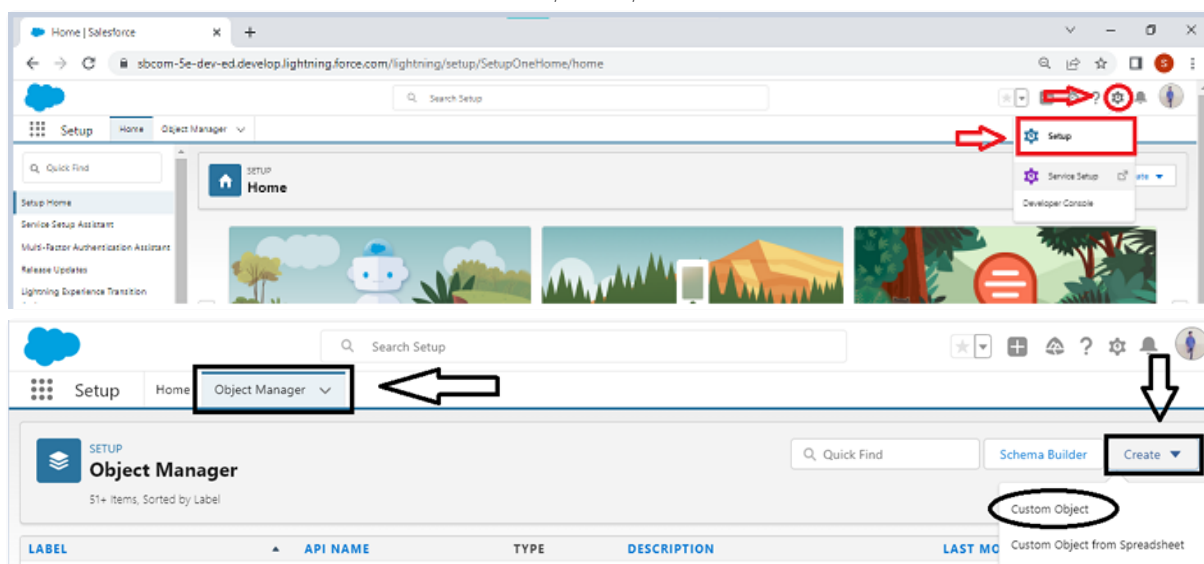 Home | Salesforce
sbcom-5e-dev-ed.develop.lightning.force.com/lightning/setup/SetupOneHome/home
S
Search Setup
?
Setup Home Object Manager
Setup
Quick Find
SETUP
Home
Service Setup
ate
Setup Home
Developer Console
Service Setup Assistant
Multi-Factor Authentication Assistant
Release Updates
Lightning Experience Transition
Search Setup
?
Setup Home Object Manager
SETUP
Object Manager
51+ Items, Sorted by Label
Quick Find
Schema Builder
Create
Custom Object
Custom Object from Spreadsheet
LABEL API NAME TYPE DESCRIPTION LAST MO